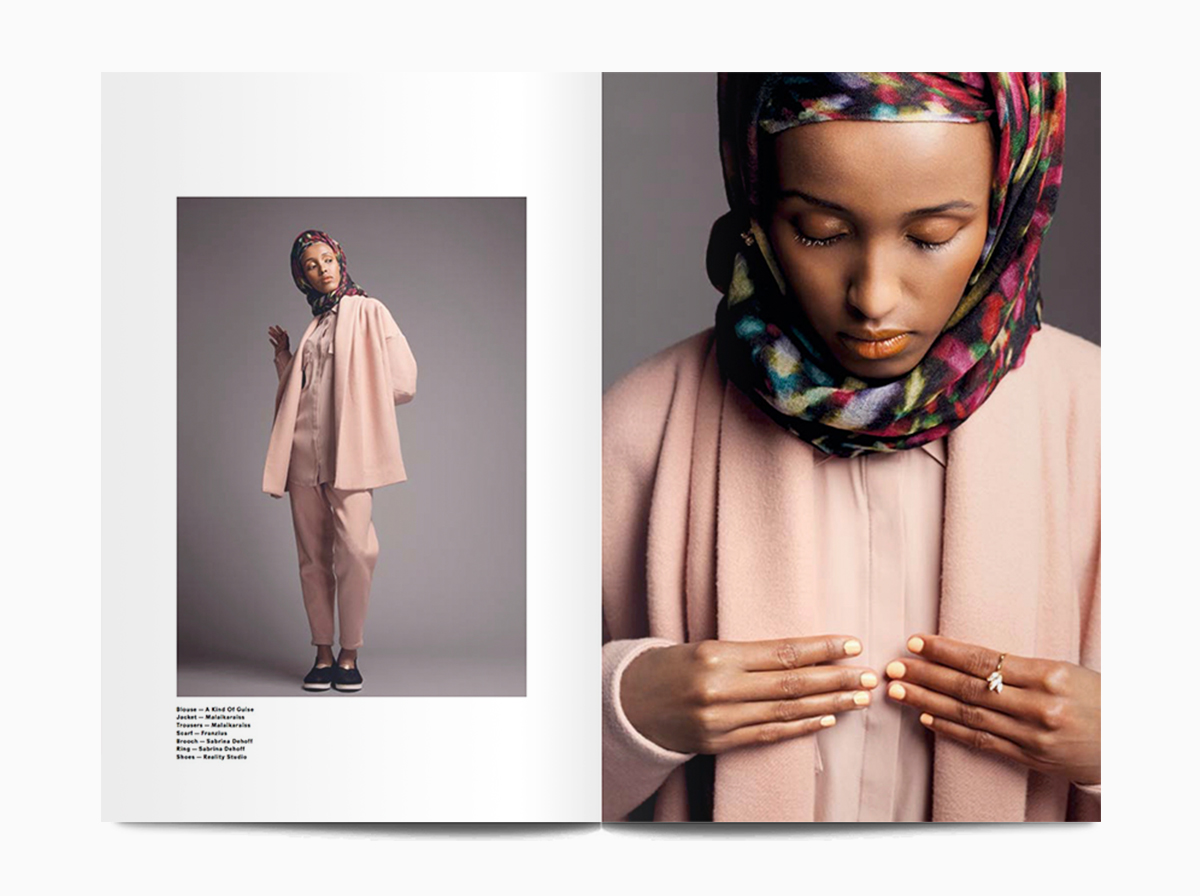 Blouse — A Kind Of Guise
Jacket — Malaikaraiss
Trousers — Malaikaraiss
Scarf — Franzius
Brooch — Sabrina Dehoff
Ring — Sabrina Dehoff
Shoes — Reality Studio